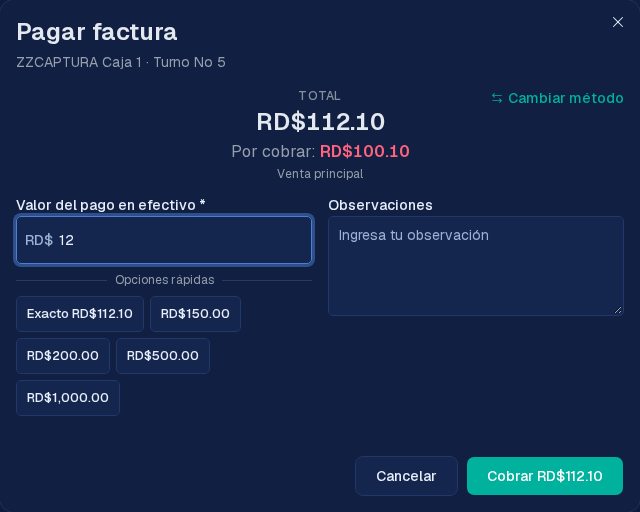 Pagar factura
ZZCAPTURA Caja 1 · Turno No 5
TOTAL
Cambiar método
RD$112.10
Por cobrar: RD$100.10
Venta principal
Valor del pago en efectivo *
Observaciones
RD$ 12
Ingresa tu observación
Opciones rápidas
Exacto RD$112.10
RD$150.00
RD$200.00
RD$500.00
RD$1,000.00
Cancelar
Cobrar RD$112.10